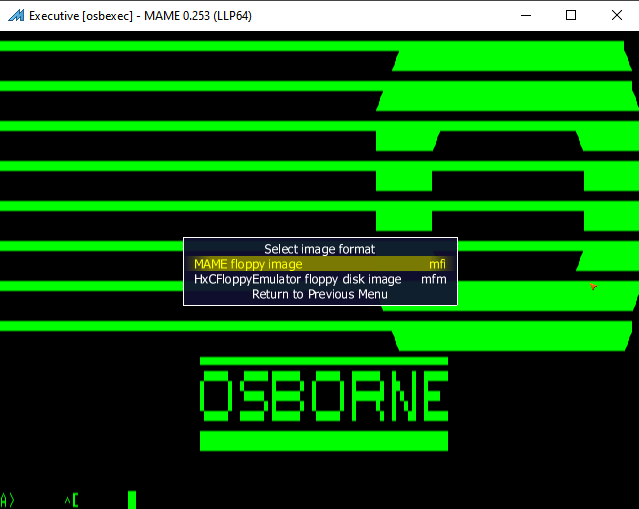 Executive [osbexec] - MAME 0.253 (LLP64)
Select image format
MAME floppy image mfi
HxCFloppyEmulator floppy disk image mfm
Return to Previous Menu
OSBORNE
A> ^[